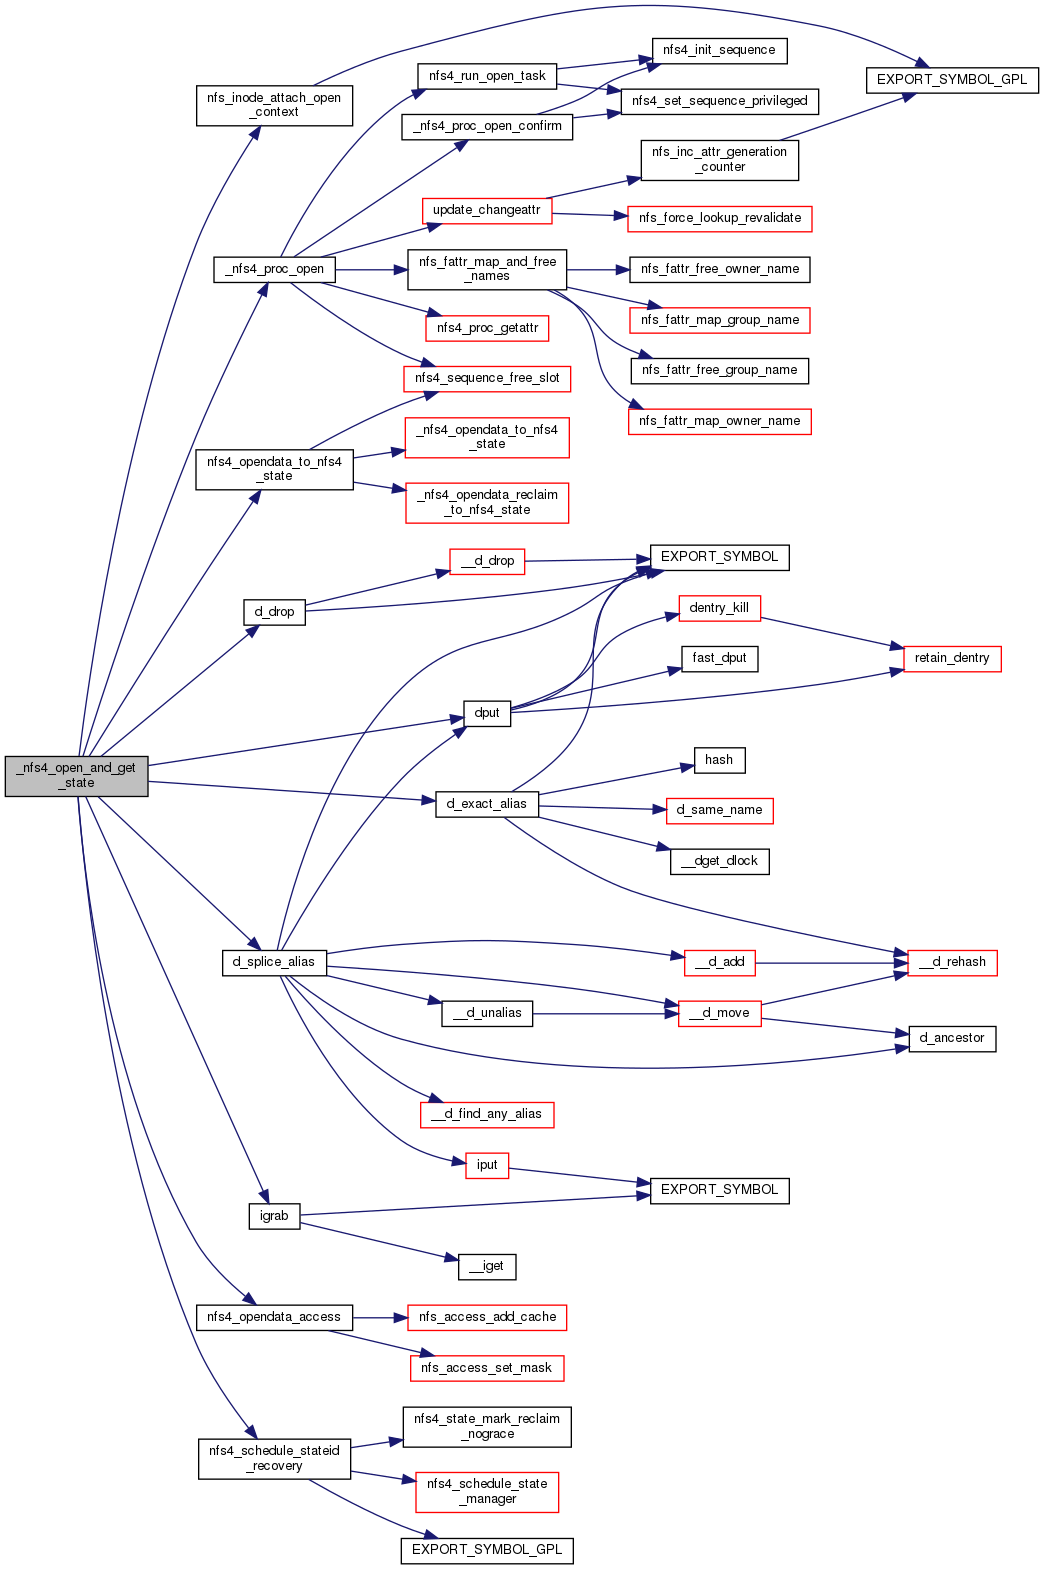 nfs4_init_sequence
nfs4_run_open_task
EXPORT_SYMBOL_GPL
nfs_inode_attach_open
_context
nfs4_set_sequence_privileged
_nfs4_proc_open_confirm
nfs_inc_attr_generation
_counter
update_changeattr
nfs_force_lookup_revalidate
_nfs4_proc_open
nfs_fattr_map_and_free
_names
nfs_fattr_free_owner_name
nfs4_proc_getattr
nfs_fattr_map_group_name
nfs4_sequence_free_slot
nfs_fattr_free_group_name
nfs_fattr_map_owner_name
_nfs4_opendata_to_nfs4
_state
nfs4_opendata_to_nfs4
_state
_nfs4_opendata_reclaim
_to_nfs4_state
__d_drop
EXPORT_SYMBOL
d_drop
dentry_kill
fast_dput
retain_dentry
dput
_nfs4_open_and_get
_state
hash
d_exact_alias
d_same_name
__dget_dlock
d_splice_alias
__d_add
__d_rehash
__d_unalias
__d_move
d_ancestor
__d_find_any_alias
iput
EXPORT_SYMBOL
igrab
__iget
nfs4_opendata_access
nfs_access_add_cache
nfs_access_set_mask
nfs4_state_mark_reclaim
_nograce
nfs4_schedule_stateid
_recovery
nfs4_schedule_state
_manager
EXPORT_SYMBOL_GPL